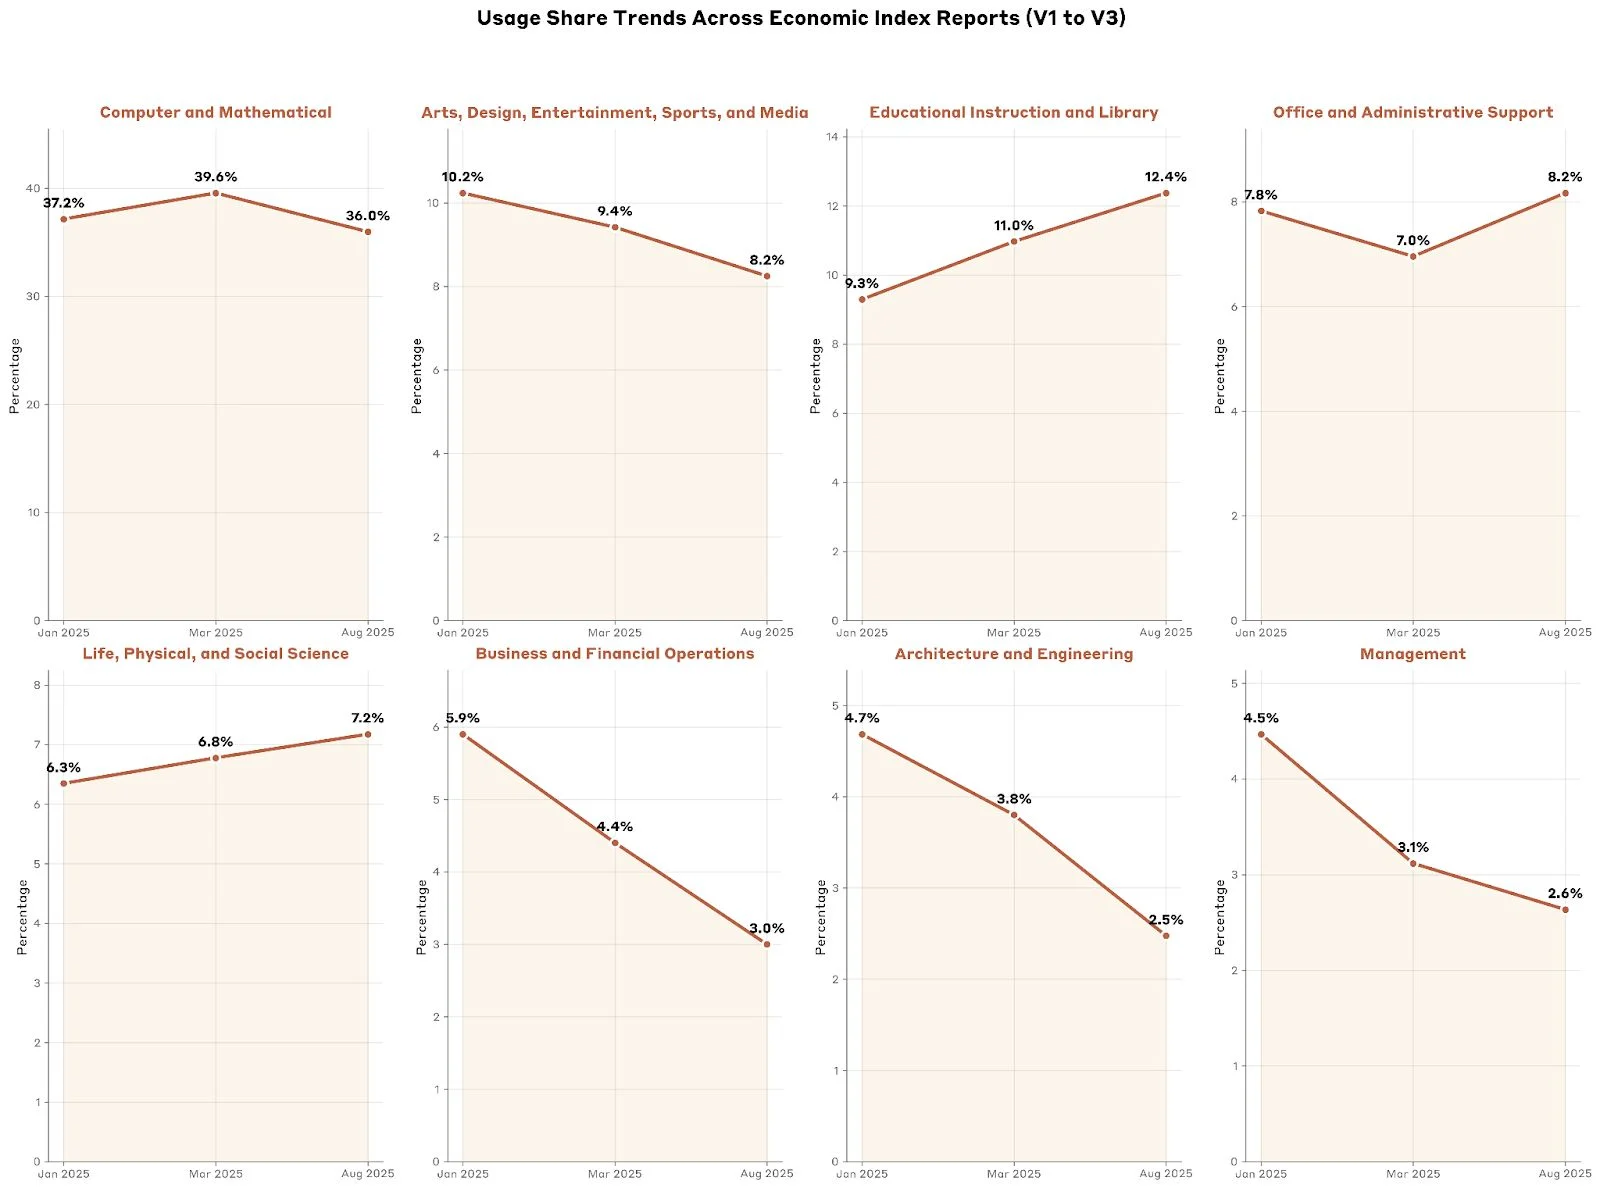 Usage Share Trends Across Economic Index Reports (V1 to V3)
Computer and Mathematical
Percentage
40
30
20
10
0
37.2%
39.6%
36.0%
Jan 2025
Mar 2025
Aug 2025
Arts, Design, Entertainment, Sports, and Media
Percentage
10
8
6
4
2
0
10.2%
9.4%
8.2%
Jan 2025
Mar 2025
Aug 2025
Educational Instruction and Library
Percentage
14
12
10
8
6
4
2
0
9.3%
11.0%
12.4%
Jan 2025
Mar 2025
Aug 2025
Office and Administrative Support
Percentage
8
6
4
2
0
7.8%
7.0%
8.2%
Jan 2025
Mar 2025
Aug 2025
Life, Physical, and Social Science
Percentage
8
7
6
5
4
3
2
1
0
6.3%
6.8%
7.2%
Jan 2025
Mar 2025
Aug 2025
Business and Financial Operations
Percentage
6
5
4
3
2
1
0
5.9%
4.4%
3.0%
Jan 2025
Mar 2025
Aug 2025
Architecture and Engineering
Percentage
5
4
3
2
1
0
4.7%
3.8%
2.5%
Jan 2025
Mar 2025
Aug 2025
Management
Percentage
5
4
3
2
1
0
4.5%
3.1%
2.6%
Jan 2025
Mar 2025
Aug 2025